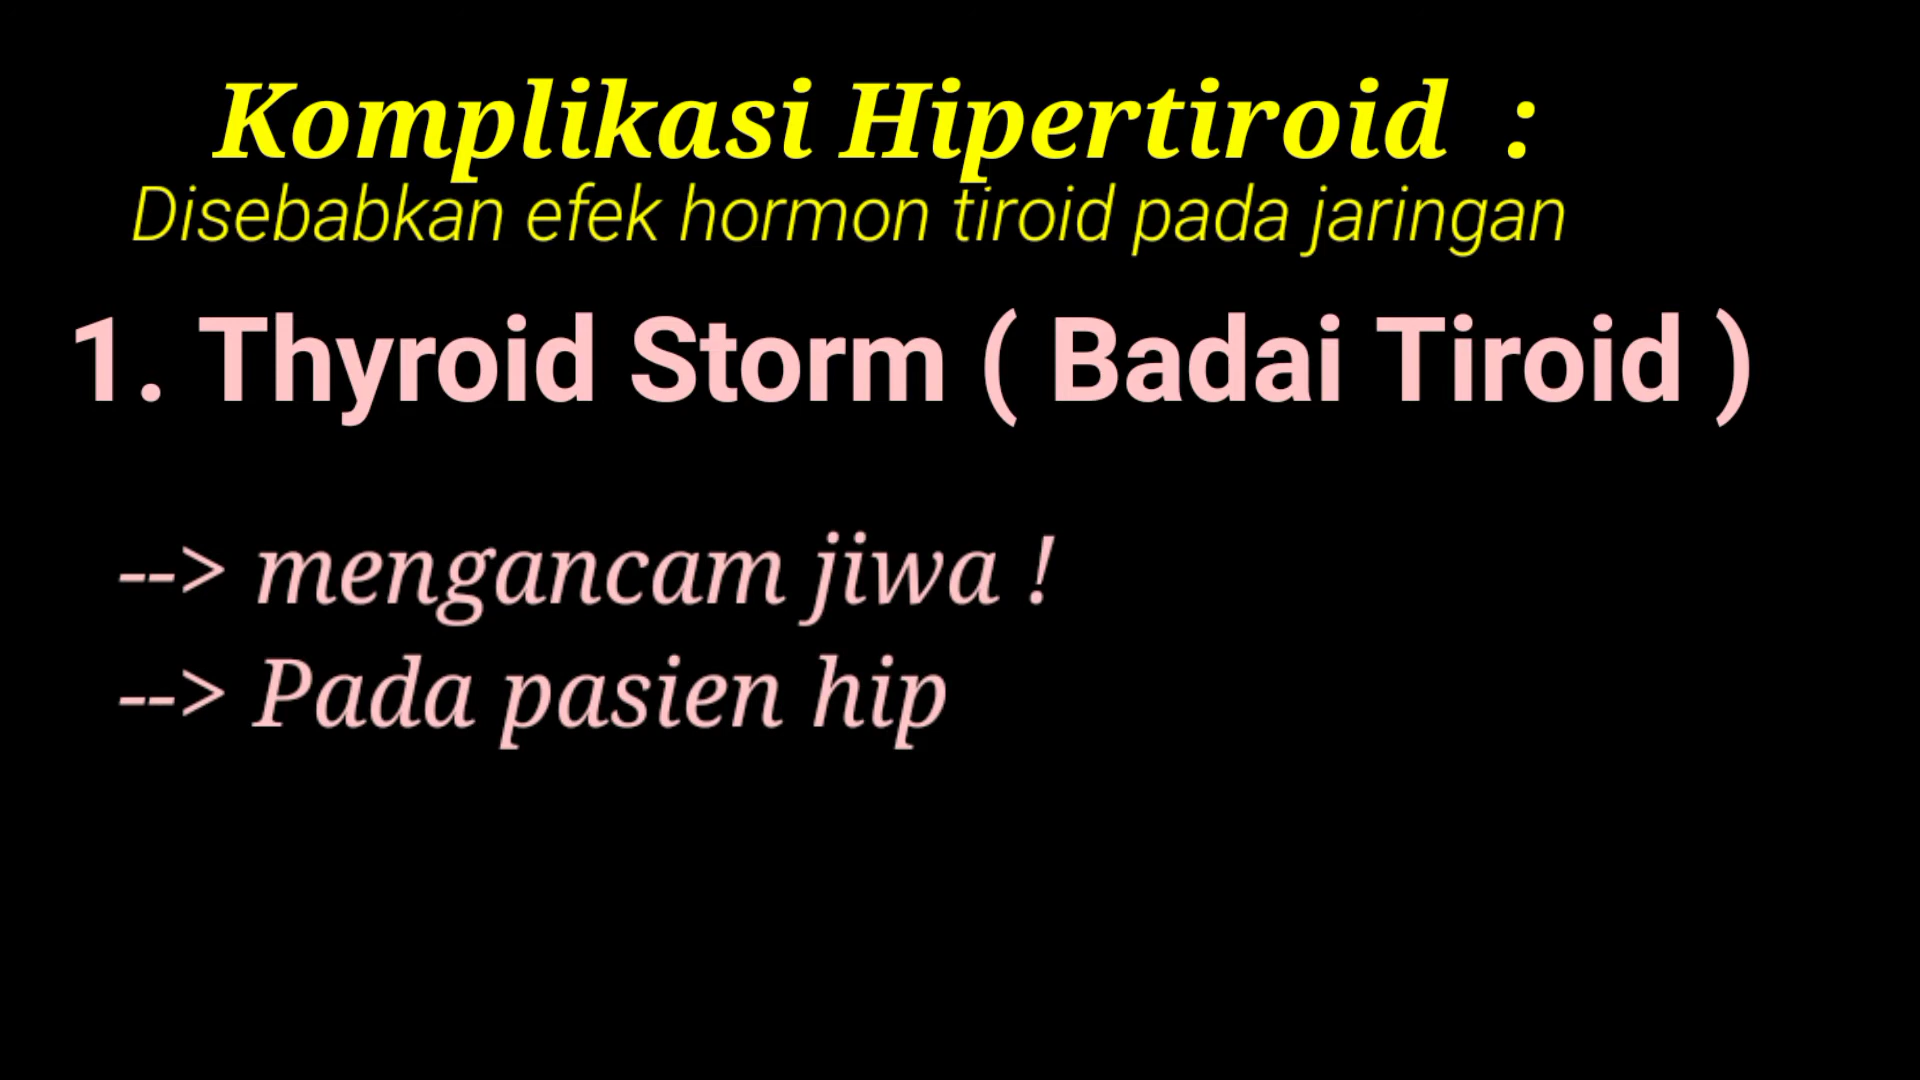 Komplikasi Hipertiroid :
Disebabkan efek hormon tiroid pada jaringan
1. Thyroid Storm ( Badai Tiroid )
--> mengancam jiwa !
--> Pada pasien hip